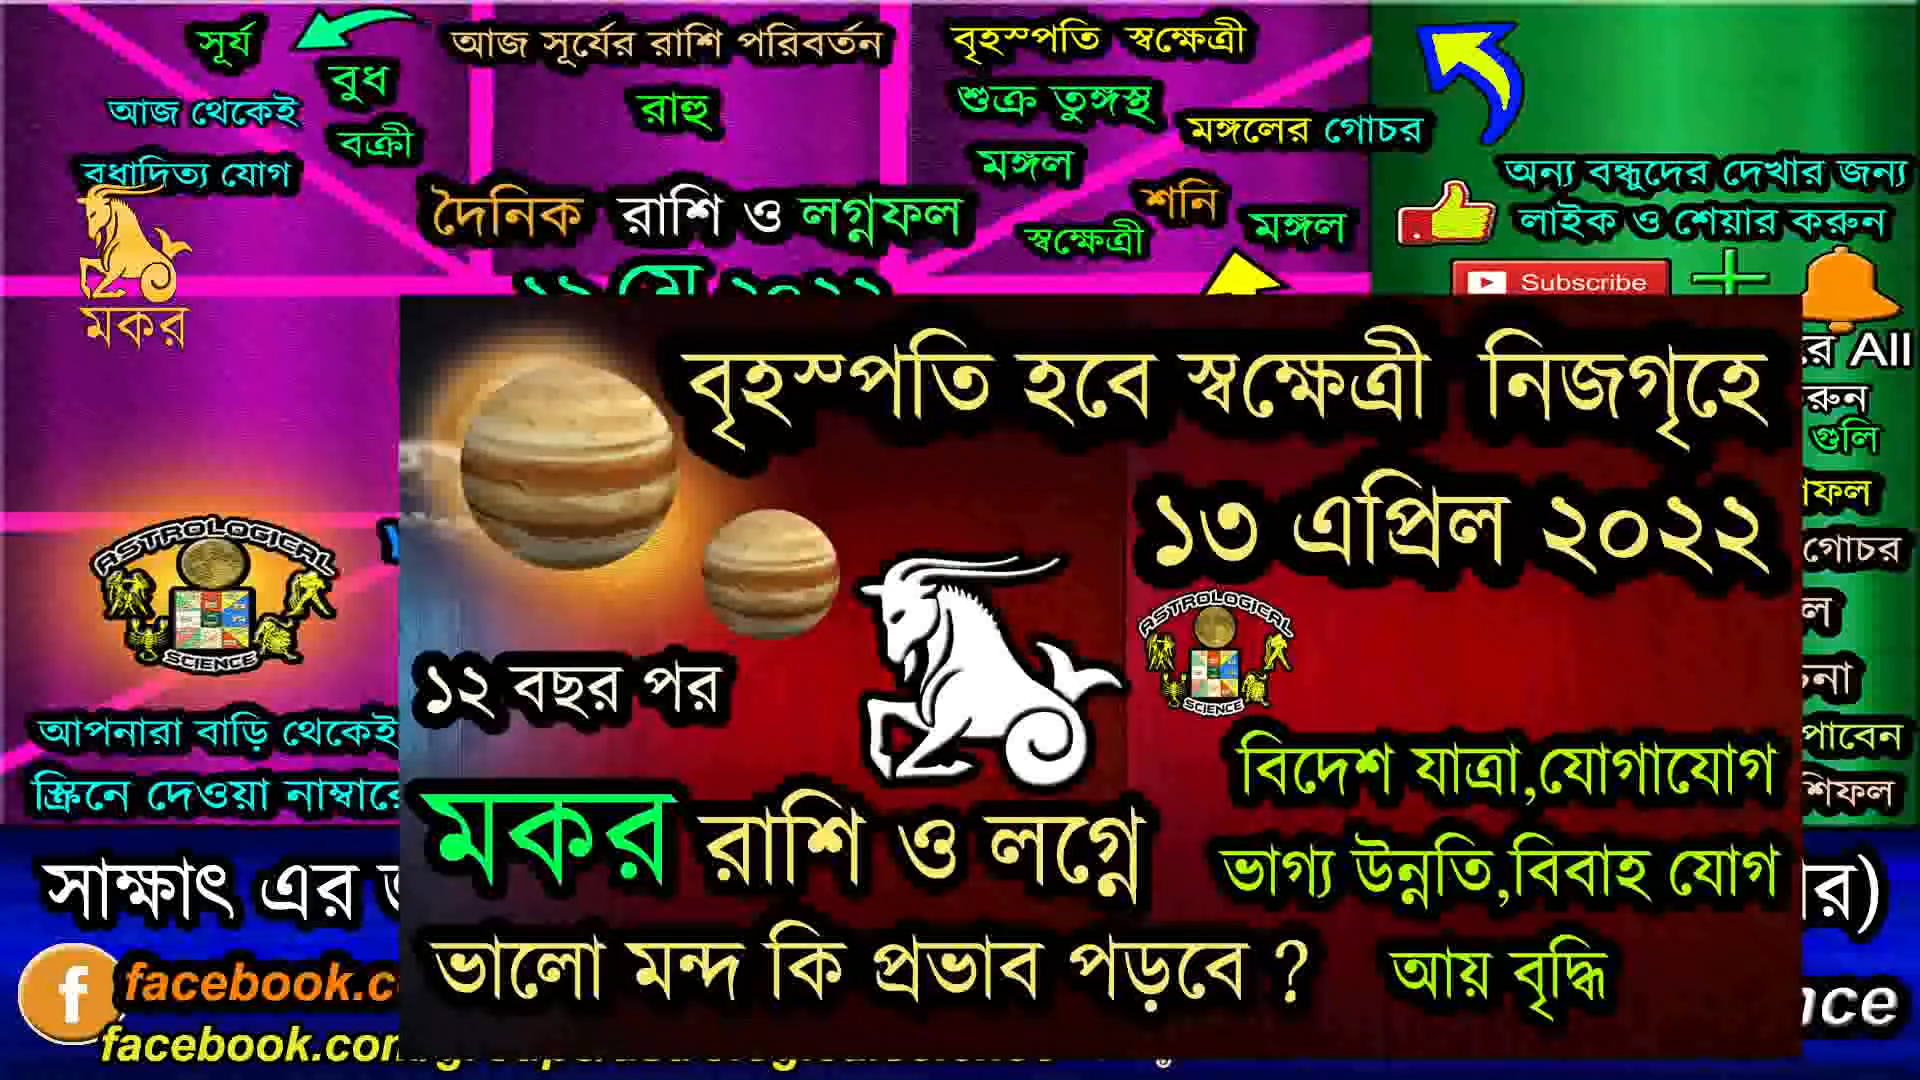 সূর্য
বুধ
বক্রী
আজ থেকেই
বুধাদিত্য যোগ
মকর
আজ সূর্যের রাশি পরিবর্তন
রাহু
দৈনিক রাশি ও লগ্নফল
মে ২০২২
বৃহস্পতি স্বক্ষেত্রী
শুক্র তুঙ্গস্থ
মঙ্গল
মঙ্গলের গোচর
শনি
স্বক্ষেত্রী
মঙ্গল
অন্য বন্ধুদের দেখার জন্য
লাইক ও শেয়ার করুন
Subscribe
All
গুলি
গোচর
পাবেন
বৃহস্পতি হবে স্বক্ষেত্রী নিজগৃহে
১৩ এপ্রিল ২০২২
১২ বছর পর
ASTROLOGICAL
SCIENCE
ASTROLOGICAL
SCIENCE
মকর রাশি ও লগ্নে
ভালো মন্দ কি প্রভাব পড়বে ?
বিদেশ যাত্রা,যোগাযোগ
ভাগ্য উন্নতি,বিবাহ যোগ
আয় বৃদ্ধি
আপনারা বাড়ি থেকেই
স্ক্রিনে দেওয়া নাম্বারে
সাক্ষাৎ এর
facebook.c
facebook.com